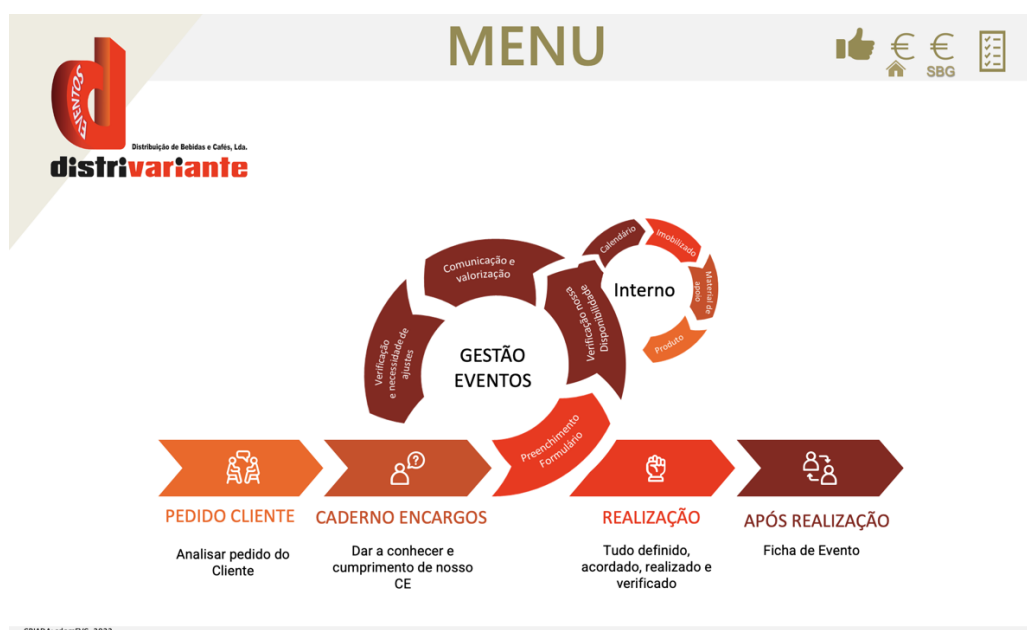 MENU
€
€
SBG
EVENTOS
d
Distribuição de Bebidas e Cafés, Lda.
distrivariante
Calendário
Imobilizado
Material de
apoio
Produto
Interno
Comunicação e
valorização
Verificação nossa
Disponibilidade
Verificação
e necessidade de
ajustes
GESTÃO
EVENTOS
Preenchimento
Formulário
PEDIDO CLIENTE
Analisar pedido do
Cliente
CADERNO ENCARGOS
Dar a conhecer e
cumprimento de nosso
CE
REALIZAÇÃO
Tudo definido,
acordado, realizado e
verificado
APÓS REALIZAÇÃO
Ficha de Evento